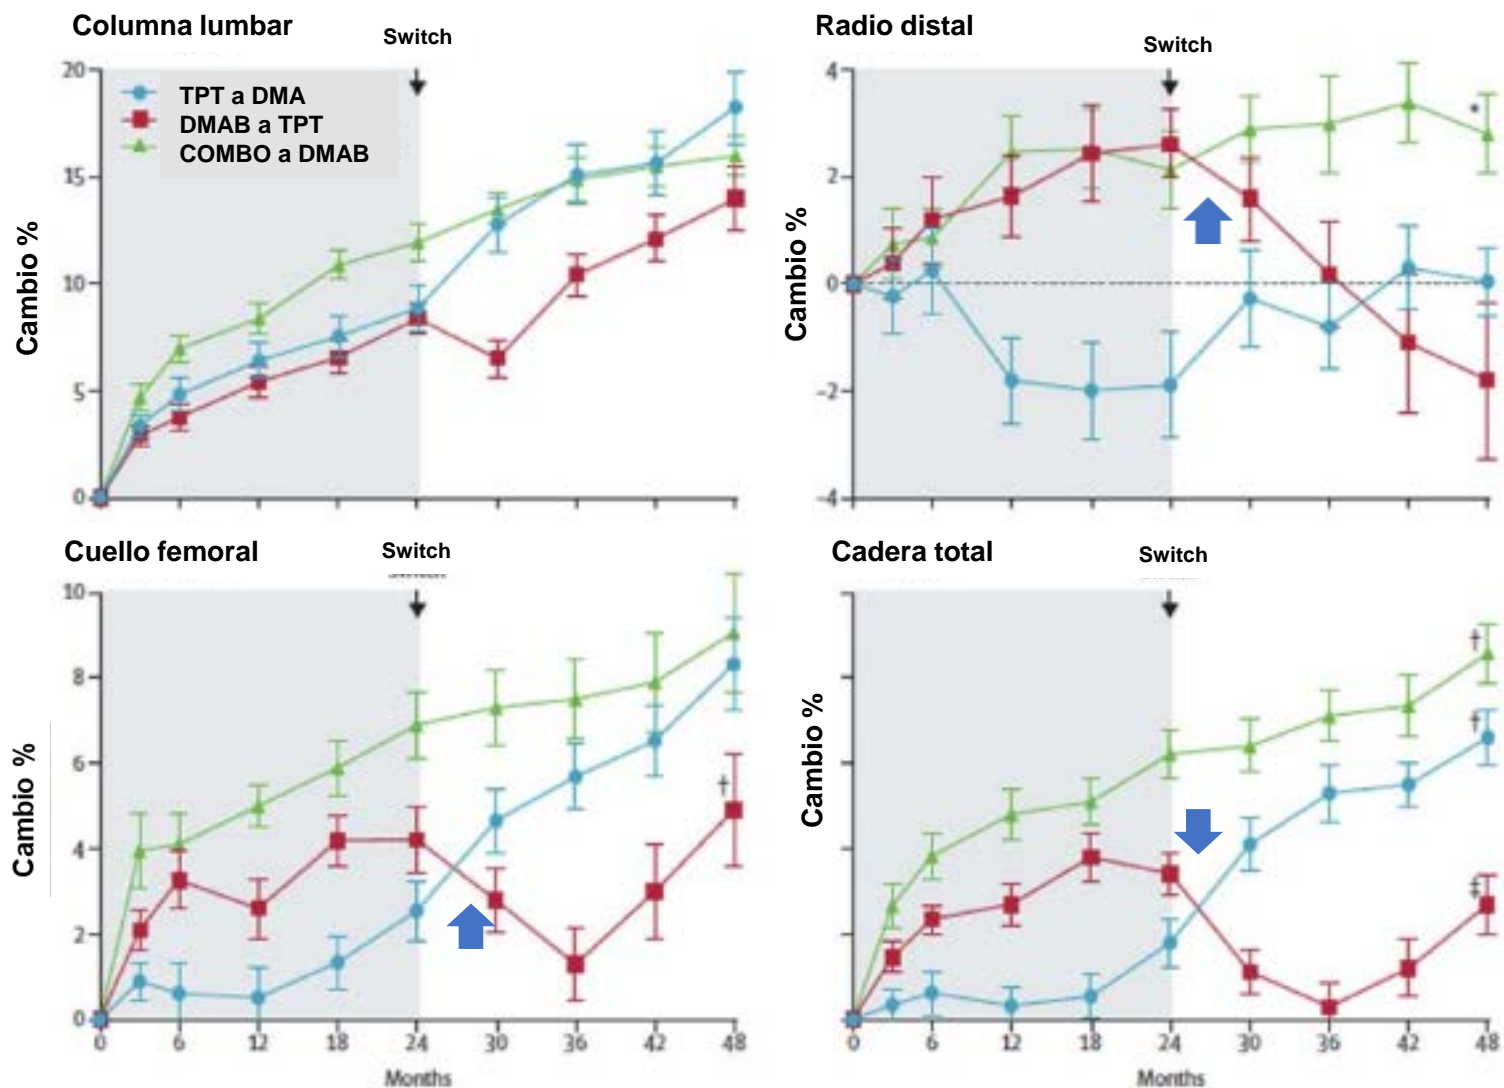 Columna lumbar
Switch
20
15
10
5
0
Cambio %
TPT a DMA
DMAB a TPT
COMBO a DMAB
Radio distal
Switch
4
2
0
–2
–4
Cambio %
*
Cuello femoral
Switch
10
8
6
4
2
0
Cambio %
†
0 6 12 18 24 30 36 42 48
Months
Cadera total
Switch
Cambio %
†
†
‡
0 6 12 18 24 30 36 42 48
Months